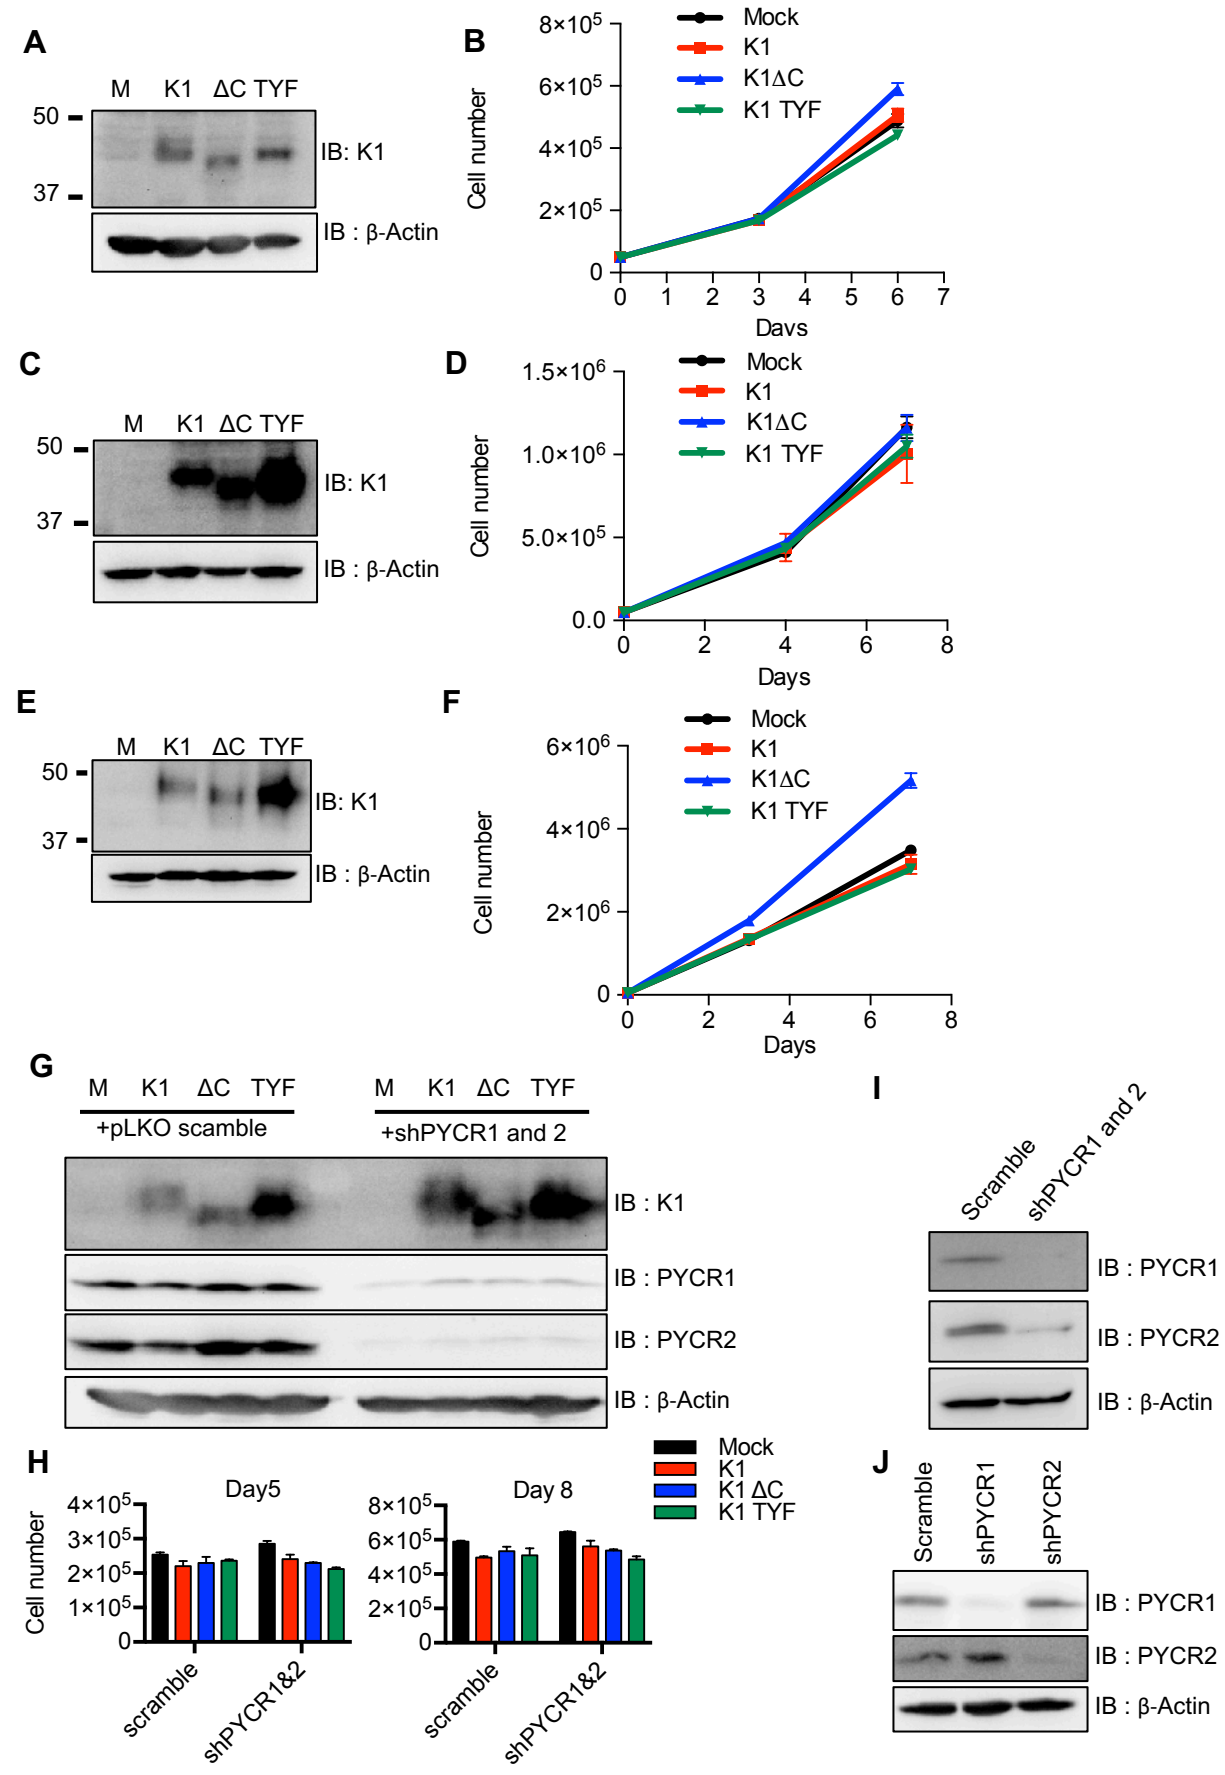 A
M K1 ΔC TYF
50
37
IB: K1
IB : β-Actin
B
Mock
K1
K1ΔC
K1 TYF
8×10⁵
6×10⁵
4×10⁵
2×10⁵
0
Cell number
0 1 2 3 4 5 6 7
Days
C
M K1 ΔC TYF
50
37
IB: K1
IB : β-Actin
D
Mock
K1
K1ΔC
K1 TYF
1.5×10⁶
1.0×10⁶
5.0×10⁵
0.0
Cell number
0 2 4 6 8
Days
E
M K1 ΔC TYF
50
37
IB: K1
IB : β-Actin
F
Mock
K1
K1ΔC
K1 TYF
6×10⁶
4×10⁶
2×10⁶
0
Cell number
0 2 4 6 8
Days
G
M K1 ΔC TYF M K1 ΔC TYF
+pLKO scamble +shPYCR1 and 2
IB : K1
IB : PYCR1
IB : PYCR2
IB : β-Actin
H
Mock
K1
K1 ΔC
K1 TYF
Day5
4×10⁵
3×10⁵
2×10⁵
1×10⁵
0
Cell number
scramble shPYCR1&2
Day 8
8×10⁵
6×10⁵
4×10⁵
2×10⁵
0
scramble shPYCR1&2
I
Scramble shPYCR1 and 2
IB : PYCR1
IB : PYCR2
IB : β-Actin
J
Scramble shPYCR1 shPYCR2
IB : PYCR1
IB : PYCR2
IB : β-Actin